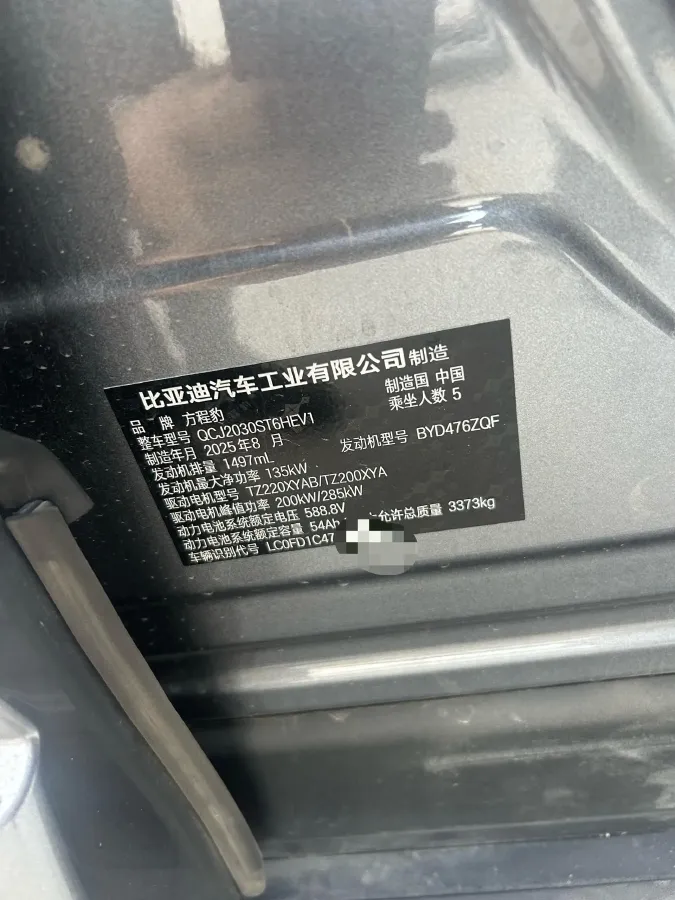 比亚迪汽车工业有限公司制造
品 牌 方程豹 制造国 中国
整车型号 QCJ2030ST6HEV1 乘坐人数 5
制造年月 2025年8 月
发动机排量 1497mL 发动机型号 BYD476ZQF
发动机最大净功率 135kW
驱动电机型号 TZ220XYAB/TZ200XYA
驱动电机峰值功率 200kW/285kW
动力电池系统额定电压 588.8V
动力电池系统额定容量 54Ah 允许总质量 3373kg
车辆识别代号 LC0FD1C47